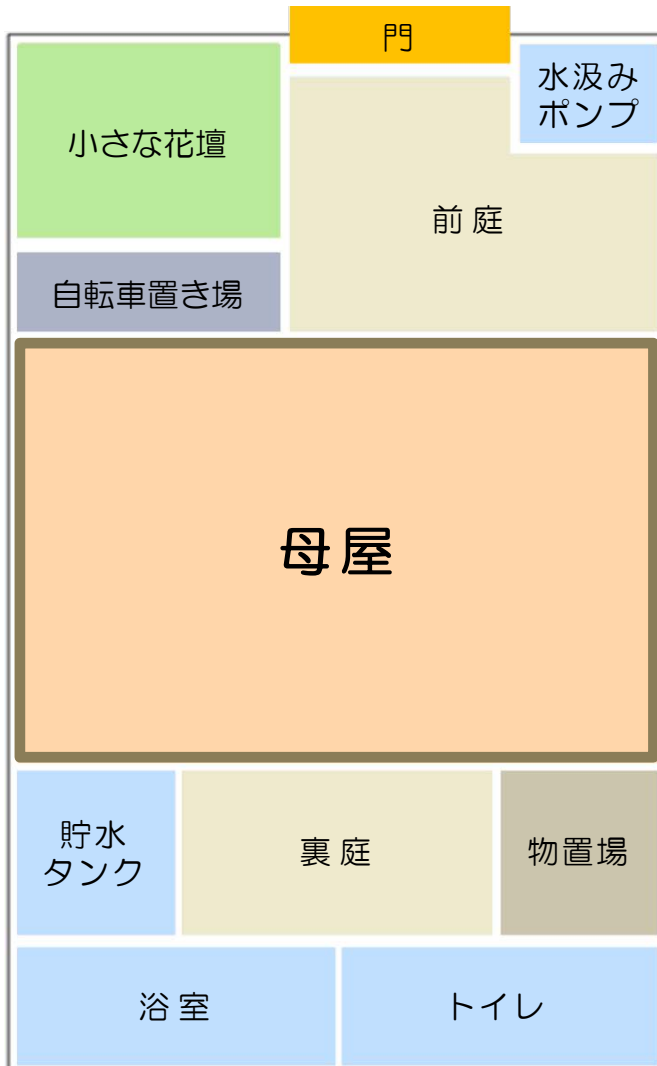 門
水汲み
ポンプ
小さな花壇
前庭
自転車置き場
母屋
貯水
タンク
裏庭
物置場
浴室
トイレ